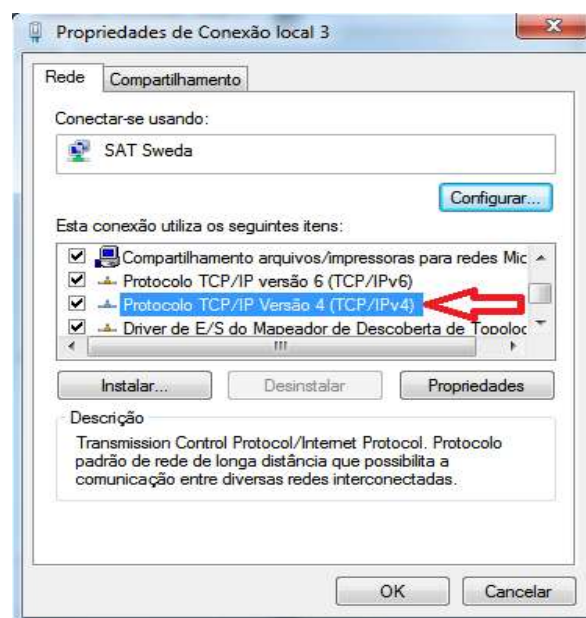 Propriedades de Conexão local 3
Rede
Compartilhamento
Conectar-se usando:
SAT Sweda
Configurar...
Esta conexão utiliza os seguintes itens:
Compartilhamento arquivos/impressoras para redes Mic
Protocolo TCP/IP versão 6 (TCP/IPv6)
Protocolo TCP/IP Versão 4 (TCP/IPv4)
Driver de E/S do Mapeador de Descoberta de Topoloc
Instalar...
Desinstalar
Propriedades
Descrição
Transmission Control Protocol/Internet Protocol. Protocolo
padrão de rede de longa distância que possibilita a
comunicação entre diversas redes interconectadas.
OK
Cancelar